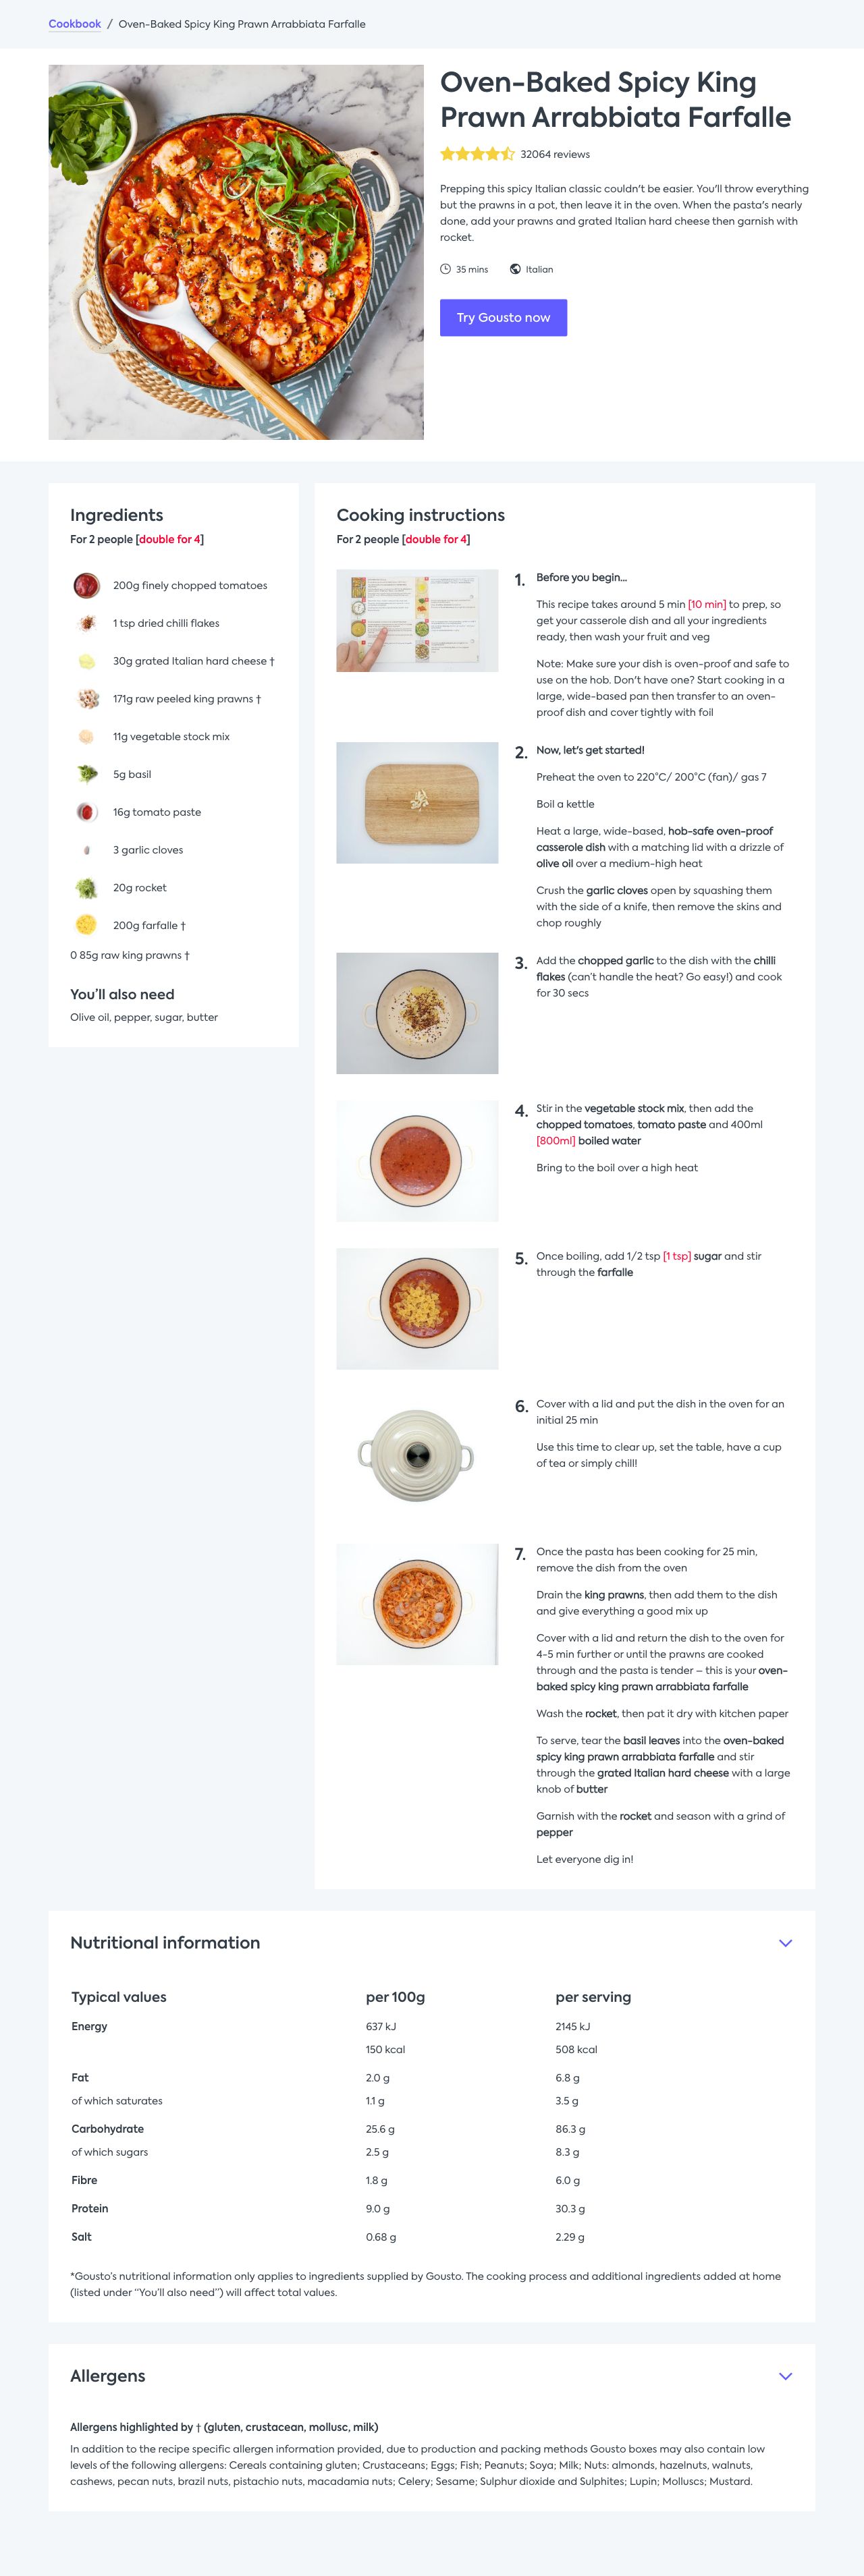 Cookbook / Oven-Baked Spicy King Prawn Arrabbiata Farfalle
Oven-Baked Spicy King
Prawn Arrabbiata Farfalle
32064 reviews
Prepping this spicy Italian classic couldn't be easier. You'll throw everything
but the prawns in a pot, then leave it in the oven. When the pasta's nearly
done, add your prawns and grated Italian hard cheese then garnish with
rocket.
35 mins Italian
Try Gousto now
Ingredients
For 2 people [double for 4]
200g finely chopped tomatoes
1 tsp dried chilli flakes
30g grated Italian hard cheese †
171g raw peeled king prawns †
11g vegetable stock mix
5g basil
16g tomato paste
3 garlic cloves
20g rocket
200g farfalle †
0 85g raw king prawns †
You'll also need
Olive oil, pepper, sugar, butter
Cooking instructions
For 2 people [double for 4]
1. Before you begin...
This recipe takes around 5 min [10 min] to prep, so
get your casserole dish and all your ingredients
ready, then wash your fruit and veg
Note: Make sure your dish is oven-proof and safe to
use on the hob. Don't have one? Start cooking in a
large, wide-based pan then transfer to an oven-
proof dish and cover tightly with foil
2. Now, let's get started!
Preheat the oven to 220°C/ 200°C (fan)/ gas 7
Boil a kettle
Heat a large, wide-based, hob-safe oven-proof
casserole dish with a matching lid with a drizzle of
olive oil over a medium-high heat
Crush the garlic cloves open by squashing them
with the side of a knife, then remove the skins and
chop roughly
3. Add the chopped garlic to the dish with the chilli
flakes (can't handle the heat? Go easy!) and cook
for 30 secs
4. Stir in the vegetable stock mix, then add the
chopped tomatoes, tomato paste and 400ml
[800ml] boiled water
Bring to the boil over a high heat
5. Once boiling, add 1/2 tsp [1 tsp] sugar and stir
through the farfalle
6. Cover with a lid and put the dish in the oven for an
initial 25 min
Use this time to clear up, set the table, have a cup
of tea or simply chill!
7. Once the pasta has been cooking for 25 min,
remove the dish from the oven
Drain the king prawns, then add them to the dish
and give everything a good mix up
Cover with a lid and return the dish to the oven for
4-5 min further or until the prawns are cooked
through and the pasta is tender – this is your oven-
baked spicy king prawn arrabbiata farfalle
Wash the rocket, then pat it dry with kitchen paper
To serve, tear the basil leaves into the oven-baked
spicy king prawn arrabbiata farfalle and stir
through the grated Italian hard cheese with a large
knob of butter
Garnish with the rocket and season with a grind of
pepper
Let everyone dig in!
Nutritional information
Typical values per 100g per serving
Energy 637 kJ 2145 kJ
150 kcal 508 kcal
Fat 2.0 g 6.8 g
of which saturates 1.1 g 3.5 g
Carbohydrate 25.6 g 86.3 g
of which sugars 2.5 g 8.3 g
Fibre 1.8 g 6.0 g
Protein 9.0 g 30.3 g
Salt 0.68 g 2.29 g
*Gousto's nutritional information only applies to ingredients supplied by Gousto. The cooking process and additional ingredients added at home
(listed under “You'll also need”) will affect total values.
Allergens
Allergens highlighted by † (gluten, crustacean, mollusc, milk)
In addition to the recipe specific allergen information provided, due to production and packing methods Gousto boxes may also contain low
levels of the following allergens: Cereals containing gluten; Crustaceans; Eggs; Fish; Peanuts; Soya; Milk; Nuts: almonds, hazelnuts, walnuts,
cashews, pecan nuts, brazil nuts, pistachio nuts, macadamia nuts; Celery; Sesame; Sulphur dioxide and Sulphites; Lupin; Molluscs; Mustard.